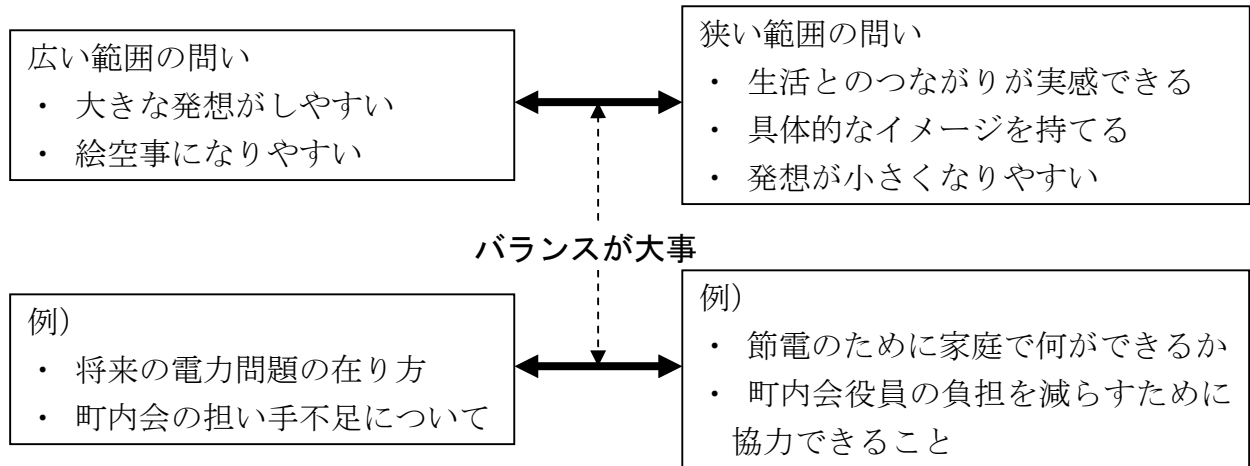 広い範囲の問い
・ 大きな発想がしやすい
・ 絵空事になりやすい
狭い範囲の問い
・ 生活とのつながりが実感できる
・ 具体的なイメージを持てる
・ 発想が小さくなりやすい
バランスが大事
例）
・ 将来の電力問題の在り方
・ 町内会の担い手不足について
例）
・ 節電のために家庭で何ができるか
・ 町内会役員の負担を減らすために
協力できること